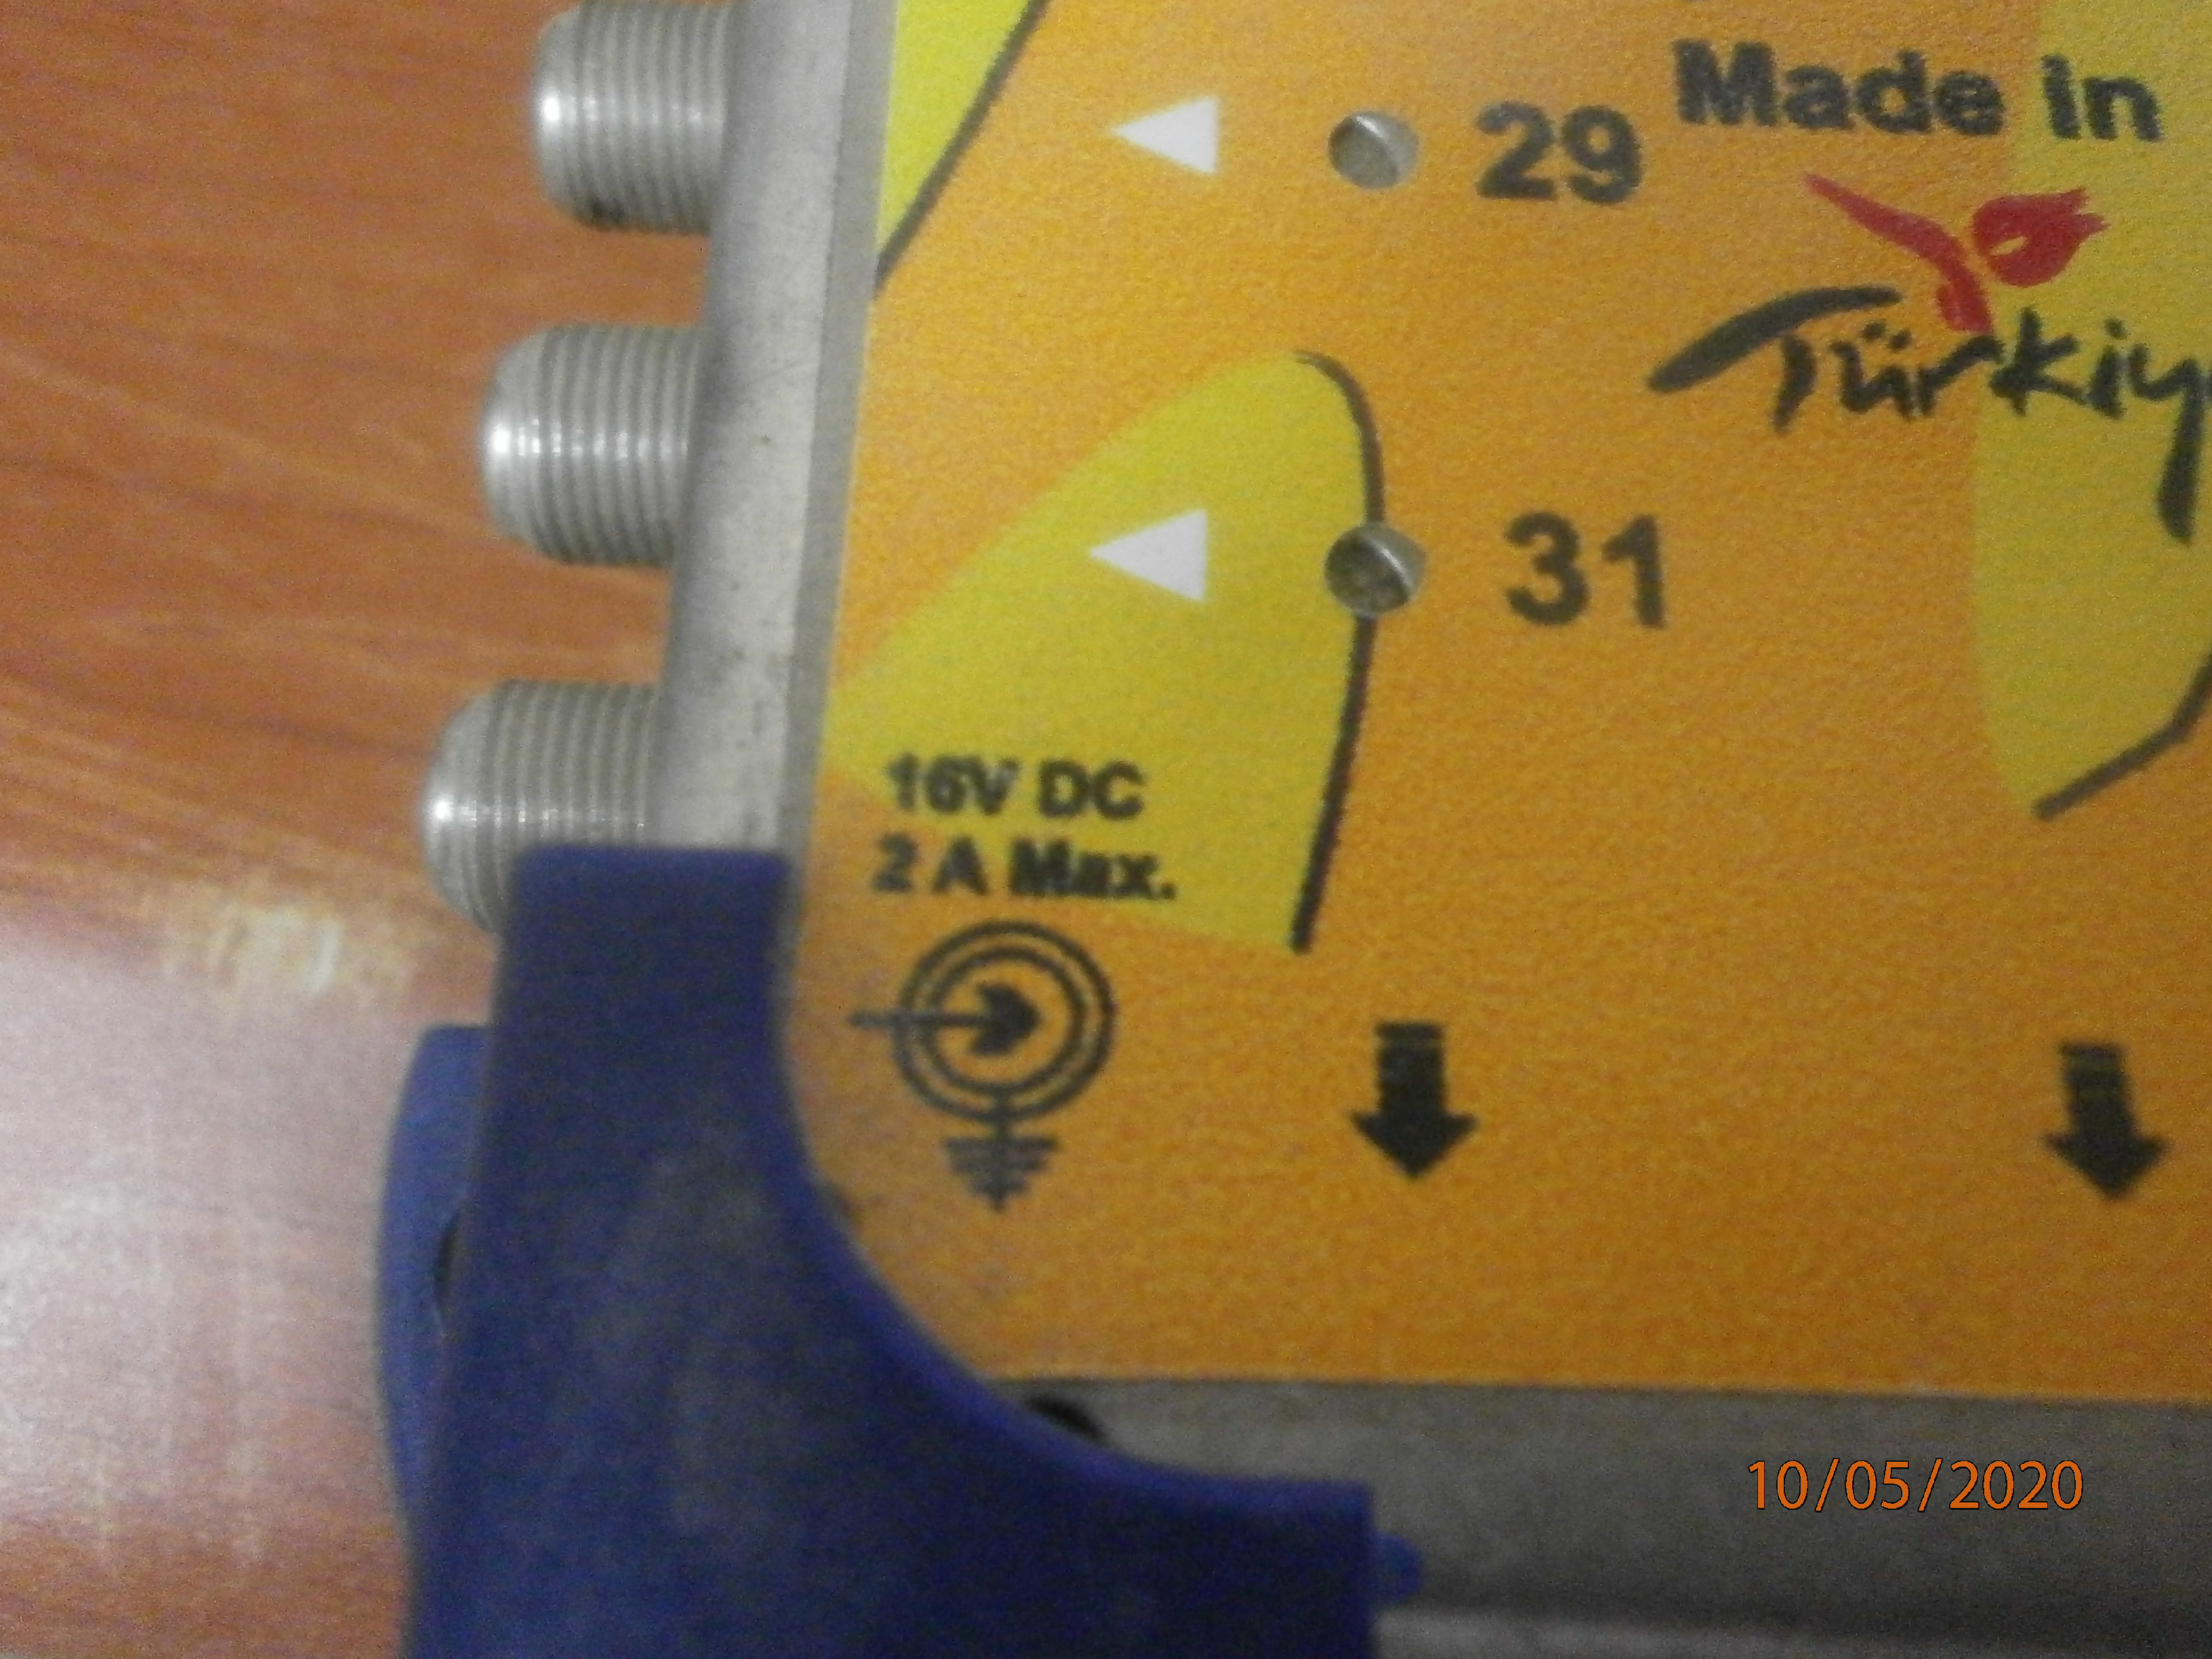 29
Made in
Türkiy
31
16V DC
2 A Max.
10/05/2020